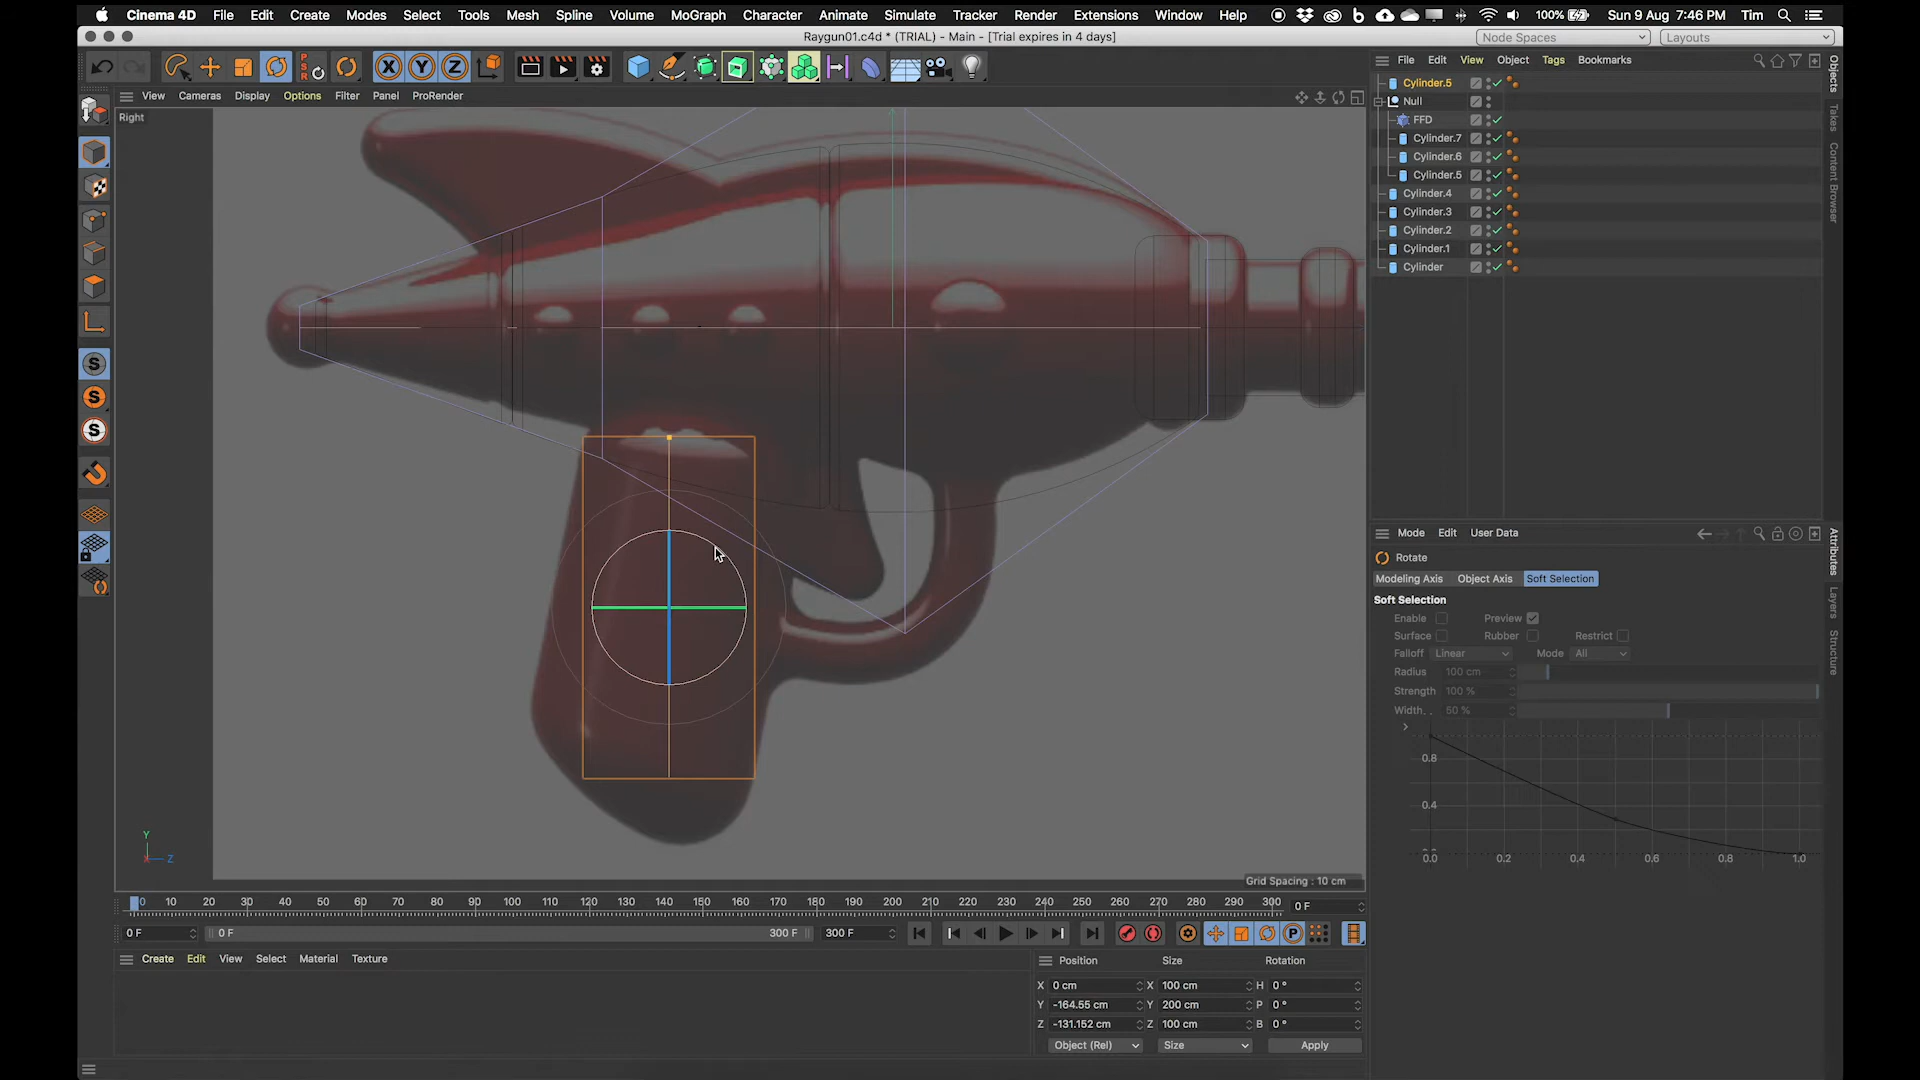 Cinema 4D File Edit Create Modes Select Tools Mesh Spline Volume MoGraph Character Animate Simulate Tracker Render Extensions Window Help 100% Sun 9 Aug 7:46 PM Tim
Raygun01.c4d * (TRIAL) - Main - [Trial expires in 4 days]
Node Spaces
Layouts
PSR X Y Z
File Edit View Object Tags Bookmarks
View Cameras Display Options Filter Panel ProRender
Right
Cylinder.5
Null
FFD
Cylinder.7
Cylinder.6
Cylinder.5
Cylinder.4
Cylinder.3
Cylinder.2
Cylinder.1
Cylinder
Objects
Takes
Content Browser
S
S
S
Mode Edit User Data
Rotate
Modeling Axis Object Axis Soft Selection
Soft Selection
Enable Preview
Surface Rubber Restrict
Falloff Linear Mode All
Radius 100 cm
Strength 100 %
Width. . 60 %
0.8
0.4
0.0 0.2 0.4 0.6 0.8 1.0
Attributes
Layers
Structure
Y
X Z
Grid Spacing : 10 cm
0 10 20 30 40 50 60 70 80 90 100 110 120 130 140 150 160 170 180 190 200 210 220 230 240 250 260 270 280 290 300 0 F
0 F 0 F 300 F 300 F P
Create Edit View Select Material Texture
Position Size Rotation
X 0 cm X 100 cm H 0 °
Y -164.55 cm Y 200 cm P 0 °
Z -131.152 cm Z 100 cm B 0 °
Object (Rel) Size Apply